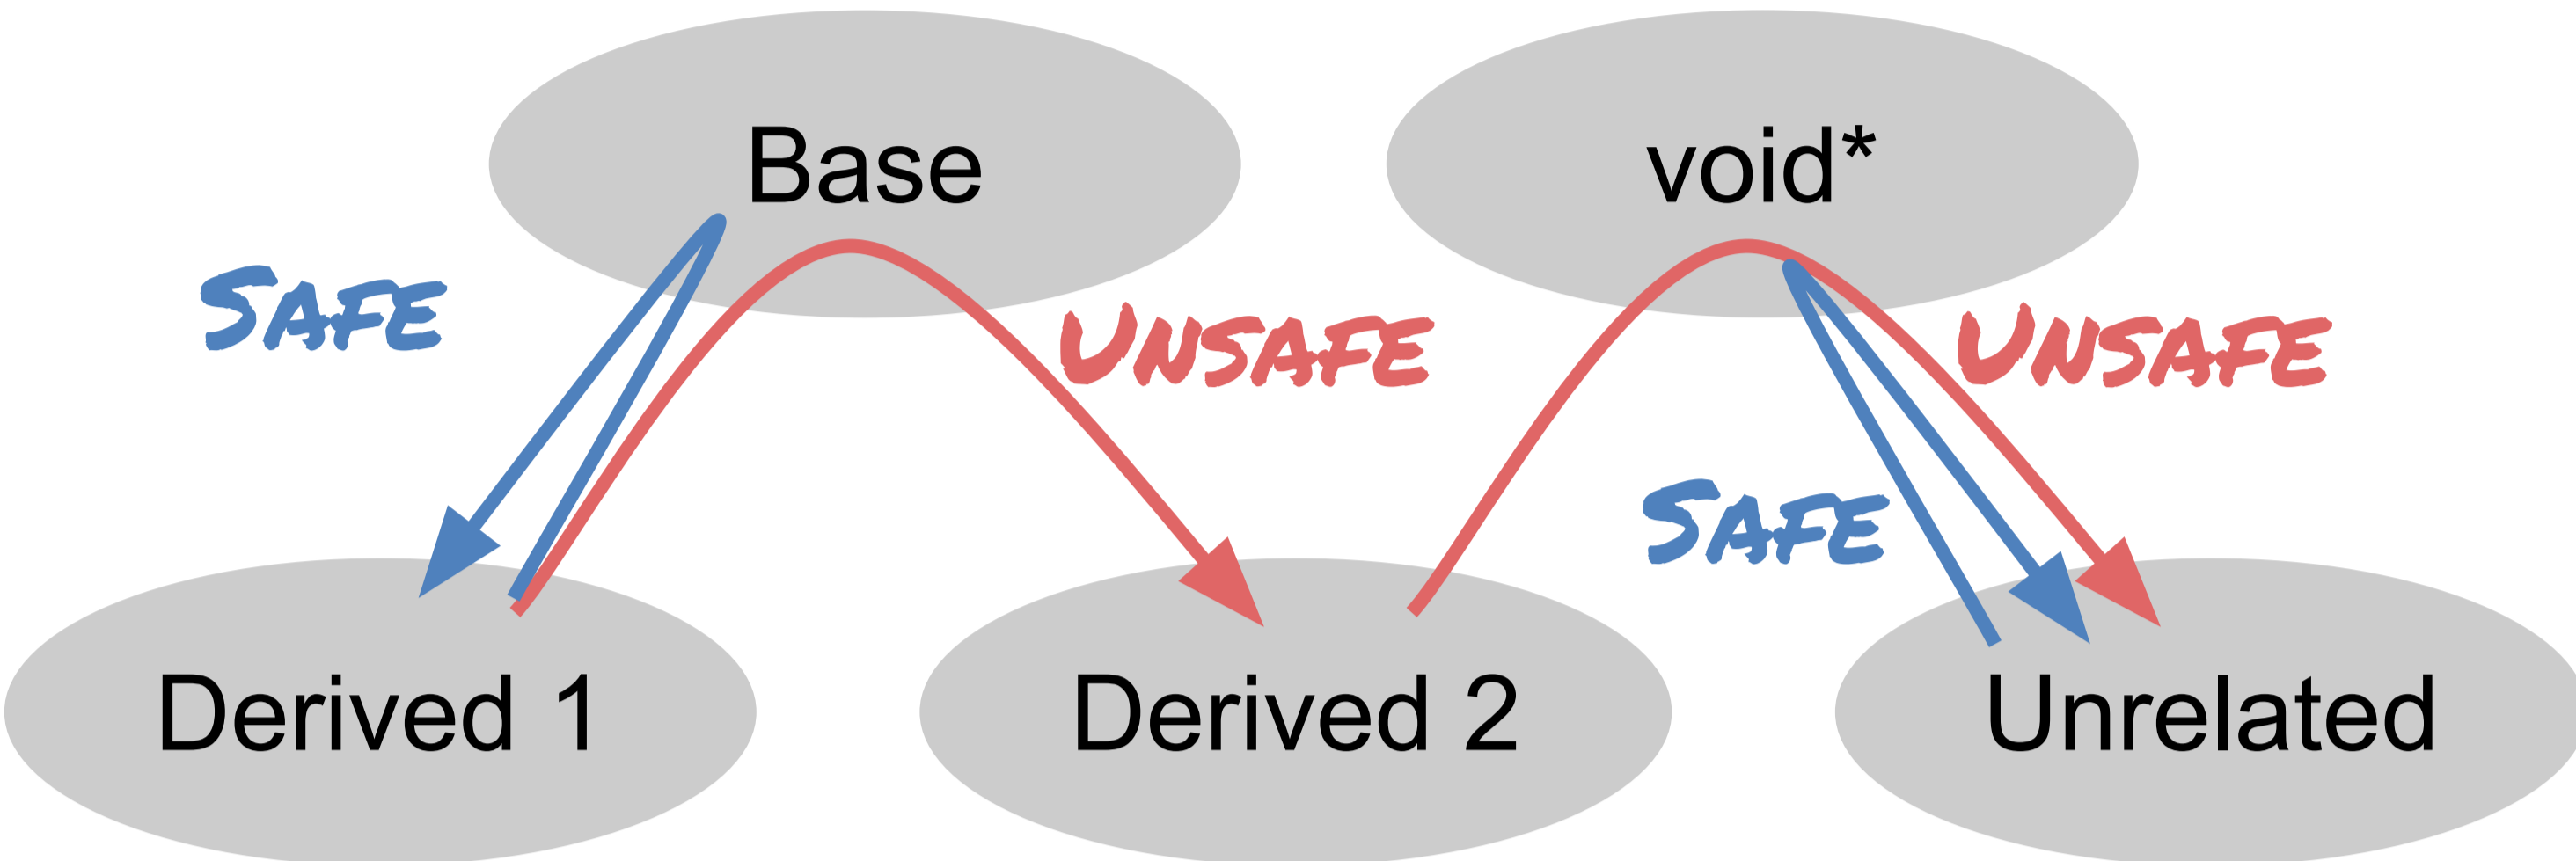 Base
void*
SAFE
UNSAFE
UNSAFE
SAFE
Derived 1
Derived 2
Unrelated